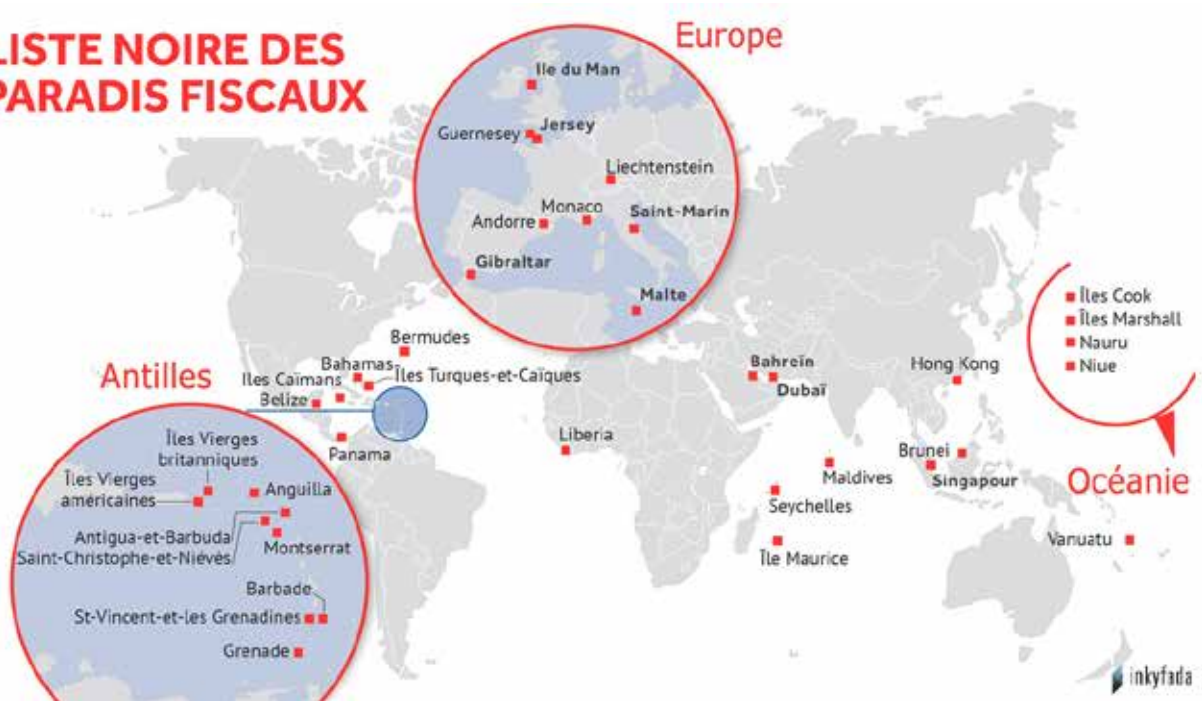 LISTE NOIRE DES
PARADIS FISCAUX
Europe
Ile du Man
Guernesey
Jersey
Liechtenstein
Monaco
Andorre
Saint-Marin
Gibraltar
Malte
Îles Cook
Îles Marshall
Nauru
Niue
Océanie
Antilles
Bermudes
Bahamas
Îles Turques-et-Caïques
Iles Caïmans
Belize
Panama
Liberia
Bahreïn
Dubaï
Hong Kong
Brunei
Singapour
Maldives
Seychelles
Île Maurice
Vanuatu
Îles Vierges
britanniques
Îles Vierges
américaines
Anguilla
Antigua-et-Barbuda
Saint-Christophe-et-Niévès
Montserrat
Barbade
St-Vincent-et-les Grenadines
Grenade
inkyfada